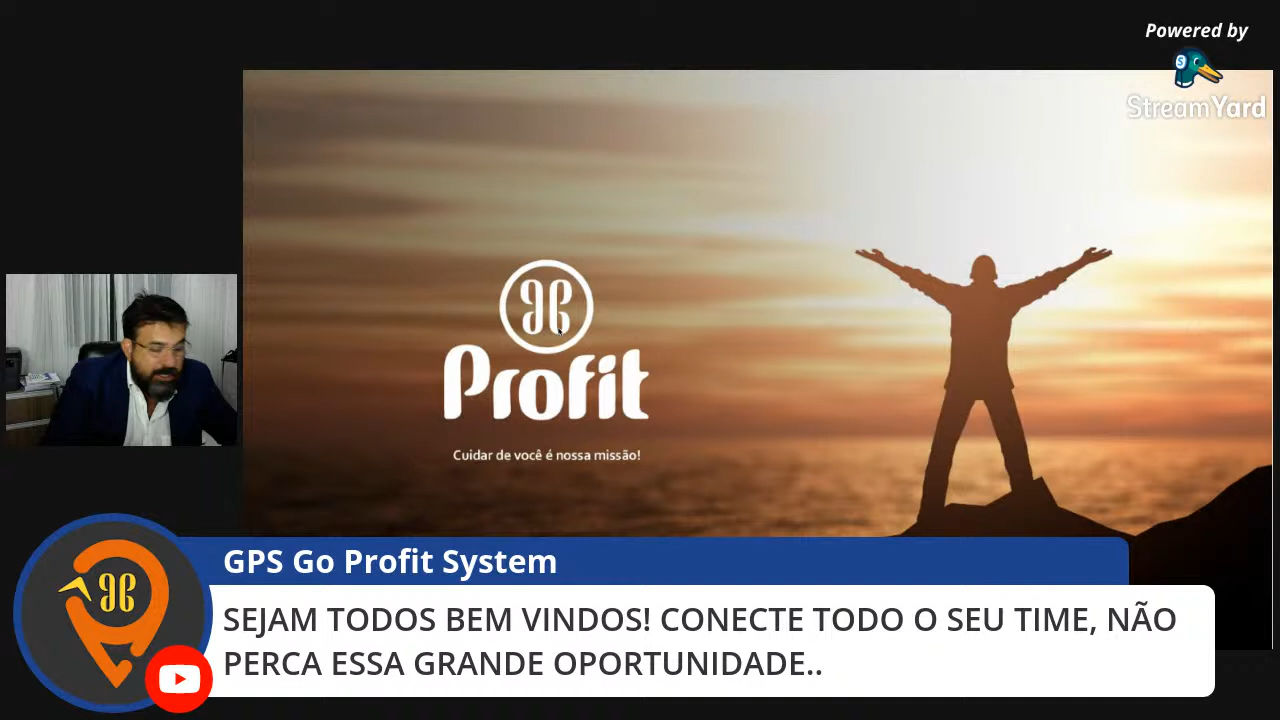 Powered by
StreamYard
Profit
Cuidar de você é nossa missão!
GPS Go Profit System
SEJAM TODOS BEM VINDOS! CONECTE TODO O SEU TIME, NÃO
PERCA ESSA GRANDE OPORTUNIDADE..